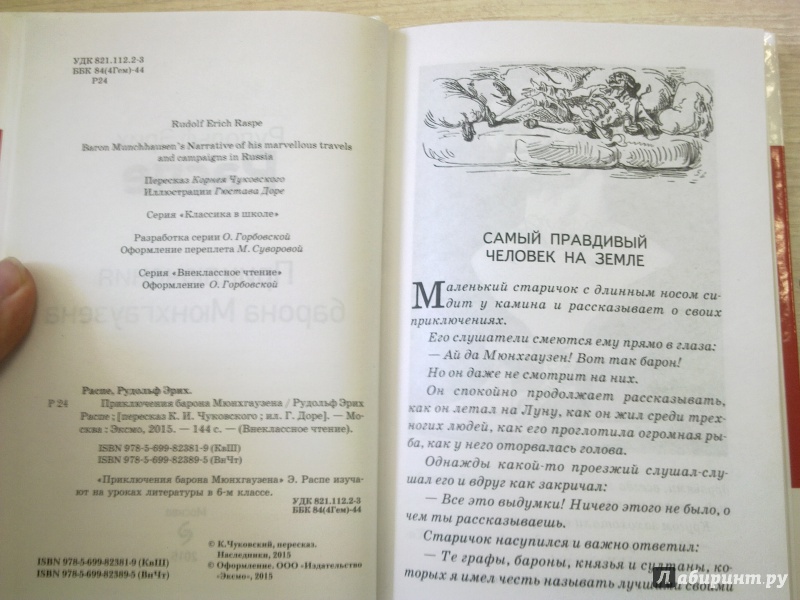 УДК 821.112.2-3
ББК 84(4Гем)-44
Р24
Rudolf Erich Raspe
Baron Munchhausen's Narrative of his marvellous travels
and campaigns in Russia
Пересказ Корнея Чуковского
Иллюстрации Гюстава Доре
Серия «Классика в школе»
Разработка серии О. Горбовской
Оформление переплета М. Суворовой
Серия «Внеклассное чтение»
Оформление О. Горбовской
Распе, Рудольф Эрих.
Р 24 Приключения барона Мюнхгаузена / Рудольф Эрих
Распе ; [пересказ К. И. Чуковского ; ил. Г. Доре]. — Мо-
сква : Эксмо, 2015. — 144 с. — (Внеклассное чтение).
ISBN 978-5-699-82381-9 (КвШ)
ISBN 978-5-699-82389-5 (ВнЧт)
«Приключения барона Мюнхгаузена» Э. Распе изуча-
ют на уроках литературы в 6-м классе.
УДК 821.112.2-3
ББК 84(4Гем)-44
© К.Чуковский, пересказ.
Наследники, 2015
ISBN 978-5-699-82381-9 (КвШ)
© Оформление. ООО «Издательство
ISBN 978-5-699-82389-5 (ВнЧт)
«Эксмо», 2015
САМЫЙ ПРАВДИВЫЙ
ЧЕЛОВЕК НА ЗЕМЛЕ
Маленький старичок с длинным носом си-
дит у камина и рассказывает о своих
приключениях.
Его слушатели смеются ему прямо в глаза:
— Ай да Мюнхгаузен! Вот так барон!
Но он даже не смотрит на них.
Он спокойно продолжает рассказывать,
как он летал на Луну, как он жил среди трех-
ногих людей, как его проглотила огромная ры-
ба, как у него оторвалась голова.
Однажды какой-то проезжий слушал-слу-
шал его и вдруг как закричал:
— Все это выдумки! Ничего этого не было, о
чем ты рассказываешь.
Старичок насупился и важно ответил:
— Те графы, бароны, князья и султаны, ко-
торых я имел честь называть лучшими своими
Лабиринт.ру